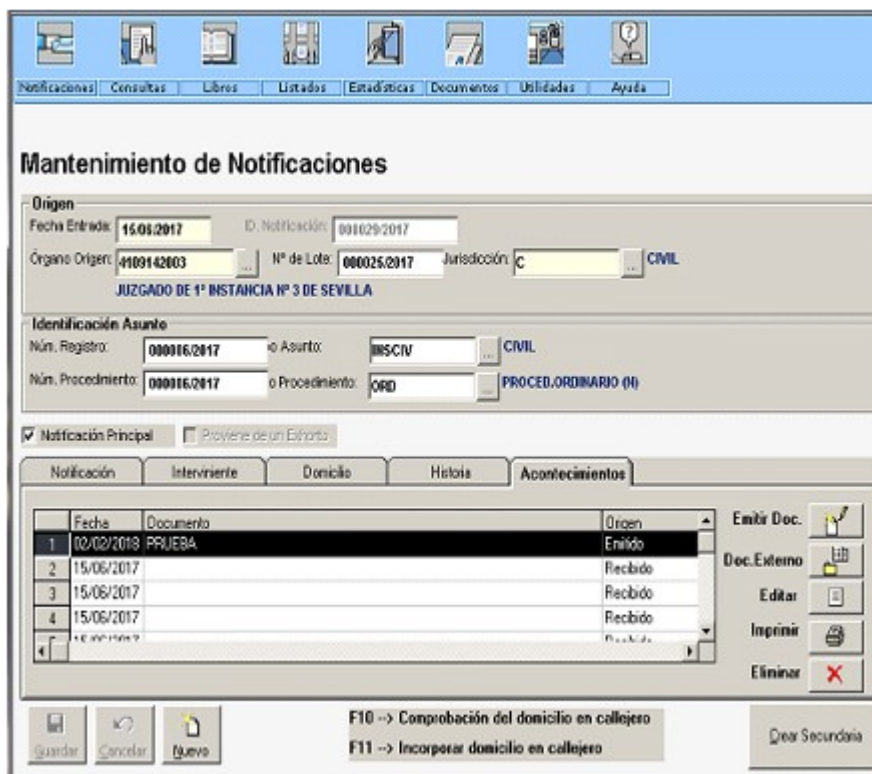 Notificaciones Consultas Libros Listados Estadísticas Documentos Utilidades Ayuda
Mantenimiento de Notificaciones
Origen
Fecha Entrada: 15/06/2017 ID. Notificación: 000029/2017
Órgano Origen: 4109142003 ... Nº de Lote: 000025/2017 Jurisdicción: C ... CIVIL
JUZGADO DE 1ª INSTANCIA Nº 3 DE SEVILLA
Identificación Asunto
Núm. Registro: 000016/2017 o Asunto: INSCIV ... CIVIL
Núm. Procedimiento: 000016/2017 o Procedimiento: ORD ... PROCED.ORDINARIO (N)
Notificación Principal Proviene de un Exhorto
Notificación Interviniente Domicilio Historia Acontecimientos
Fecha Documento Origen
1 02/02/2018 PRUEBA Emitido
2 15/06/2017 Recibido
3 15/06/2017 Recibido
4 15/06/2017 Recibido
15/06/2017 Recibido
Emitir Doc.
Doc.Externo
Editar
Imprimir
Eliminar
Guardar Cancelar Nuevo
F10 --> Comprobación del domicilio en callejero
F11 --> Incorporar domicilio en callejero
Crear Secundaria